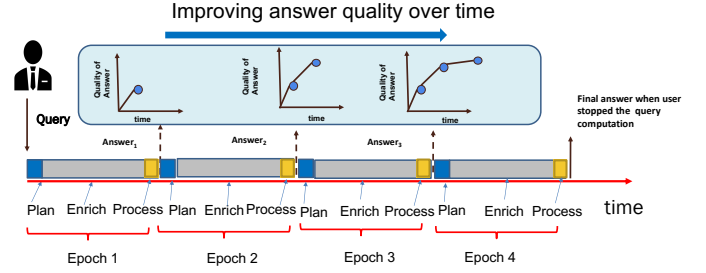 Improving answer quality over time
Quality of
Answer
time
Quality of
Answer
time
Quality of
Answer
time
Query
Answer1
Answer2
Answer3
Final answer when user
stopped the query
computation
Plan Enrich Process Plan Enrich Process Plan Enrich Process Plan Enrich Process
time
Epoch 1 Epoch 2 Epoch 3 Epoch 4